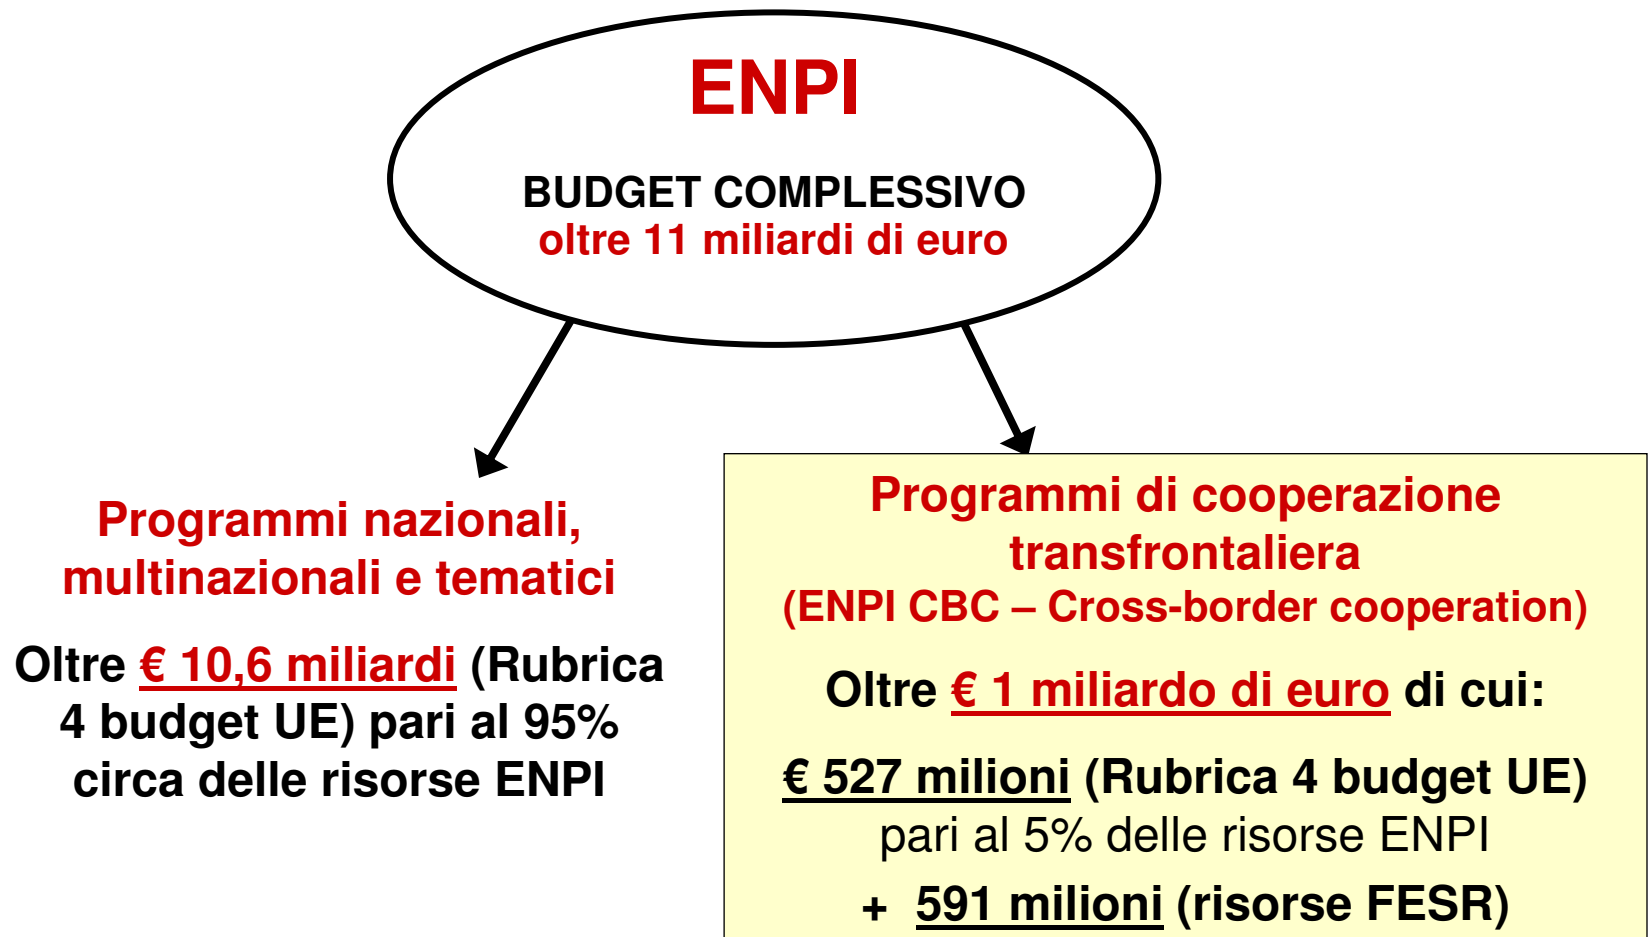 ENPI
BUDGET COMPLESSIVO
oltre 11 miliardi di euro
Programmi nazionali,
multinazionali e tematici
Oltre € 10,6 miliardi (Rubrica
4 budget UE) pari al 95%
circa delle risorse ENPI
Programmi di cooperazione
transfrontaliera
(ENPI CBC – Cross-border cooperation)
Oltre € 1 miliardo di euro di cui:
€ 527 milioni (Rubrica 4 budget UE)
pari al 5% delle risorse ENPI
+ 591 milioni (risorse FESR)